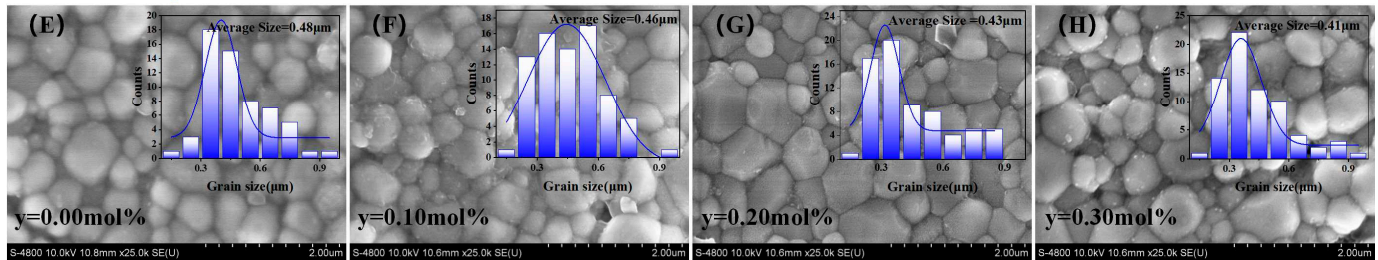 (E)
Average Size=0.48μm
20
18
16
14
12
10
8
6
4
2
0
Counts
0.3 0.6 0.9
Grain size(μm)
y=0.00mol%
S-4800 10.0kV 10.8mm x25.0k SE(U) 2.00um
(F)
Average Size=0.46μm
18
16
14
12
10
8
6
4
2
0
Counts
0.3 0.6 0.9
Grain size(μm)
y=0.10mol%
S-4800 10.0kV 10.6mm x25.0k SE(U) 2.00um
(G)
Average Size =0.43μm
24
20
16
12
8
4
0
Counts
0.3 0.6 0.9
Grain size(μm)
y=0.20mol%
S-4800 10.0kV 10.6mm x25.0k SE(U) 2.00um
(H)
Average Size=0.41μm
25
20
15
10
5
0
Counts
0.3 0.6 0.9
Grain size(μm)
y=0.30mol%
S-4800 10.0kV 10.6mm x25.0k SE(U) 2.00um